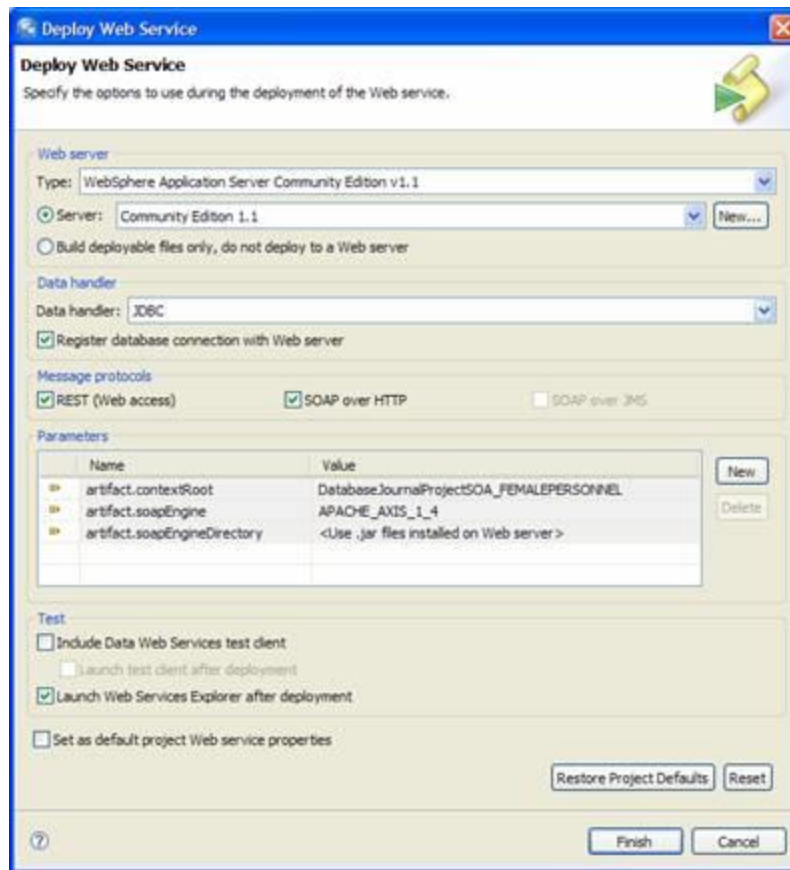 Deploy Web Service
Deploy Web Service
Specify the options to use during the deployment of the Web service.
Web server
Type: WebSphere Application Server Community Edition v1.1
Server: Community Edition 1.1 New...
Build deployable files only, do not deploy to a Web server
Data handler
Data handler: JDBC
Register database connection with Web server
Message protocols
REST (Web access) SOAP over HTTP SOAP over JMS
Parameters
Name Value New
artifact.contextRoot DatabaseJournalProjectSOA_FEMALEPERSONNEL
artifact.soapEngine APACHE_AXIS_1_4 Delete
artifact.soapEngineDirectory <Use .jar files installed on Web server>
Test
Include Data Web Services test client
Launch test client after deployment
Launch Web Services Explorer after deployment
Set as default project Web service properties
Restore Project Defaults Reset
? Finish Cancel